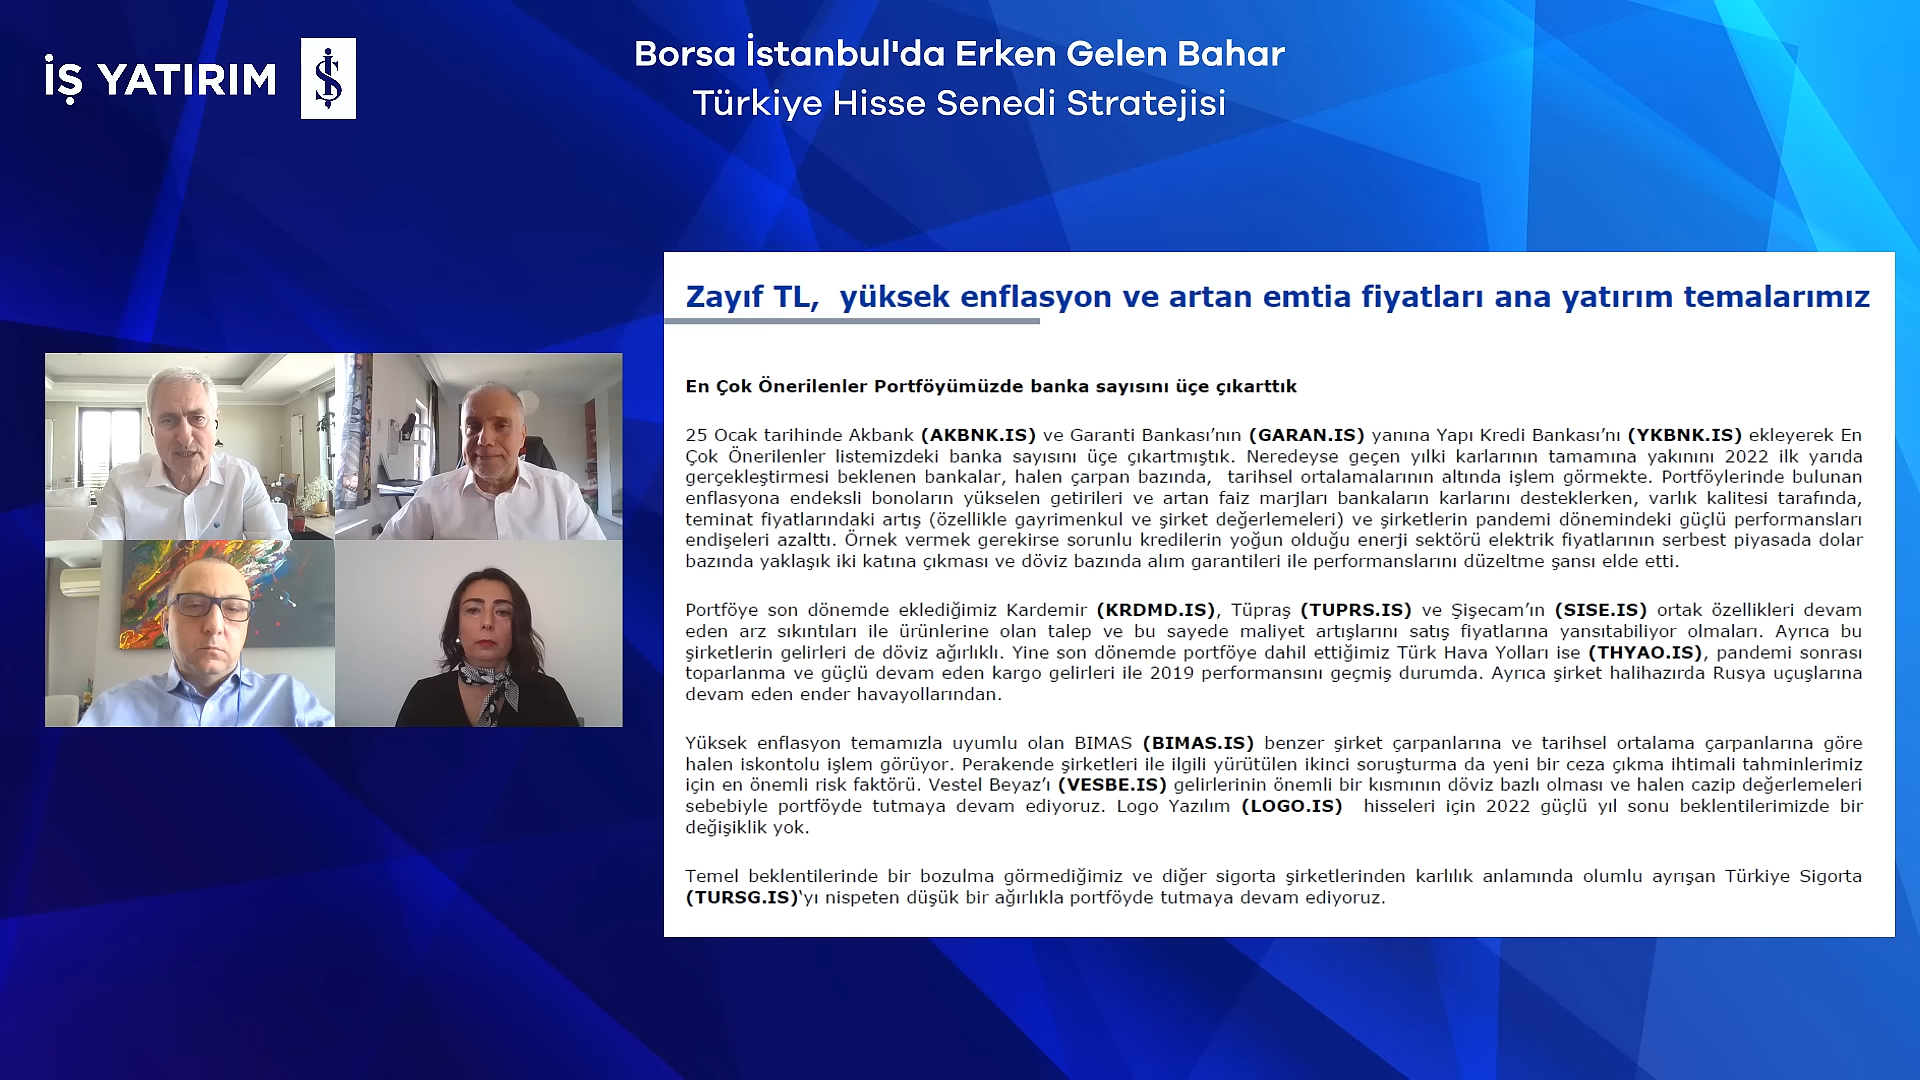 İŞ YATIRIM
Borsa İstanbul'da Erken Gelen Bahar
Türkiye Hisse Senedi Stratejisi
Zayıf TL,  yüksek enflasyon ve artan emtia fiyatları ana yatırım temalarımız
En Çok Önerilenler Portföyümüzde banka sayısını üçe çıkarttık
25 Ocak tarihinde Akbank (AKBNK.IS) ve Garanti Bankası’nın (GARAN.IS) yanına Yapı Kredi Bankası’nı (YKBNK.IS) ekleyerek En
Çok Önerilenler listemizdeki banka sayısını üçe çıkartmıştık. Neredeyse geçen yılki karlarının tamamına yakınını 2022 ilk yarıda
gerçekleştirmesi beklenen bankalar, halen çarpan bazında,  tarihsel ortalamalarının altında işlem görmekte. Portföylerinde bulunan
enflasyona endeksli bonoların yükselen getirileri ve artan faiz marjları bankaların karlarını desteklerken, varlık kalitesi tarafında,
teminat fiyatlarındaki artış (özellikle gayrimenkul ve şirket değerlemeleri) ve şirketlerin pandemi dönemindeki güçlü performansları
endişeleri azalttı. Örnek vermek gerekirse sorunlu kredilerin yoğun olduğu enerji sektörü elektrik fiyatlarının serbest piyasada dolar
bazında yaklaşık iki katına çıkması ve döviz bazında alım garantileri ile performanslarını düzeltme şansı elde etti.
Portföye son dönemde eklediğimiz Kardemir (KRDMD.IS), Tüpraş (TUPRS.IS) ve Şişecam’ın (SISE.IS) ortak özellikleri devam
eden arz sıkıntıları ile ürünlerine olan talep ve bu sayede maliyet artışlarını satış fiyatlarına yansıtabiliyor olmaları. Ayrıca bu
şirketlerin gelirleri de döviz ağırlıklı. Yine son dönemde portföye dahil ettiğimiz Türk Hava Yolları ise (THYAO.IS), pandemi sonrası
toparlanma ve güçlü devam eden kargo gelirleri ile 2019 performansını geçmiş durumda. Ayrıca şirket halihazırda Rusya uçuşlarına
devam eden ender havayollarından.
Yüksek enflasyon temamızla uyumlu olan BIMAS (BIMAS.IS) benzer şirket çarpanlarına ve tarihsel ortalama çarpanlarına göre
halen iskontolu işlem görüyor. Perakende şirketleri ile ilgili yürütülen ikinci soruşturma da yeni bir ceza çıkma ihtimali tahminlerimiz
için en önemli risk faktörü. Vestel Beyaz’ı (VESBE.IS) gelirlerinin önemli bir kısmının döviz bazlı olması ve halen cazip değerlemeleri
sebebiyle portföyde tutmaya devam ediyoruz. Logo Yazılım (LOGO.IS)  hisseleri için 2022 güçlü yıl sonu beklentilerimizde bir
değişiklik yok.
Temel beklentilerinde bir bozulma görmediğimiz ve diğer sigorta şirketlerinden karlılık anlamında olumlu ayrışan Türkiye Sigorta
(TURSG.IS)‘yı nispeten düşük bir ağırlıkla portföyde tutmaya devam ediyoruz.